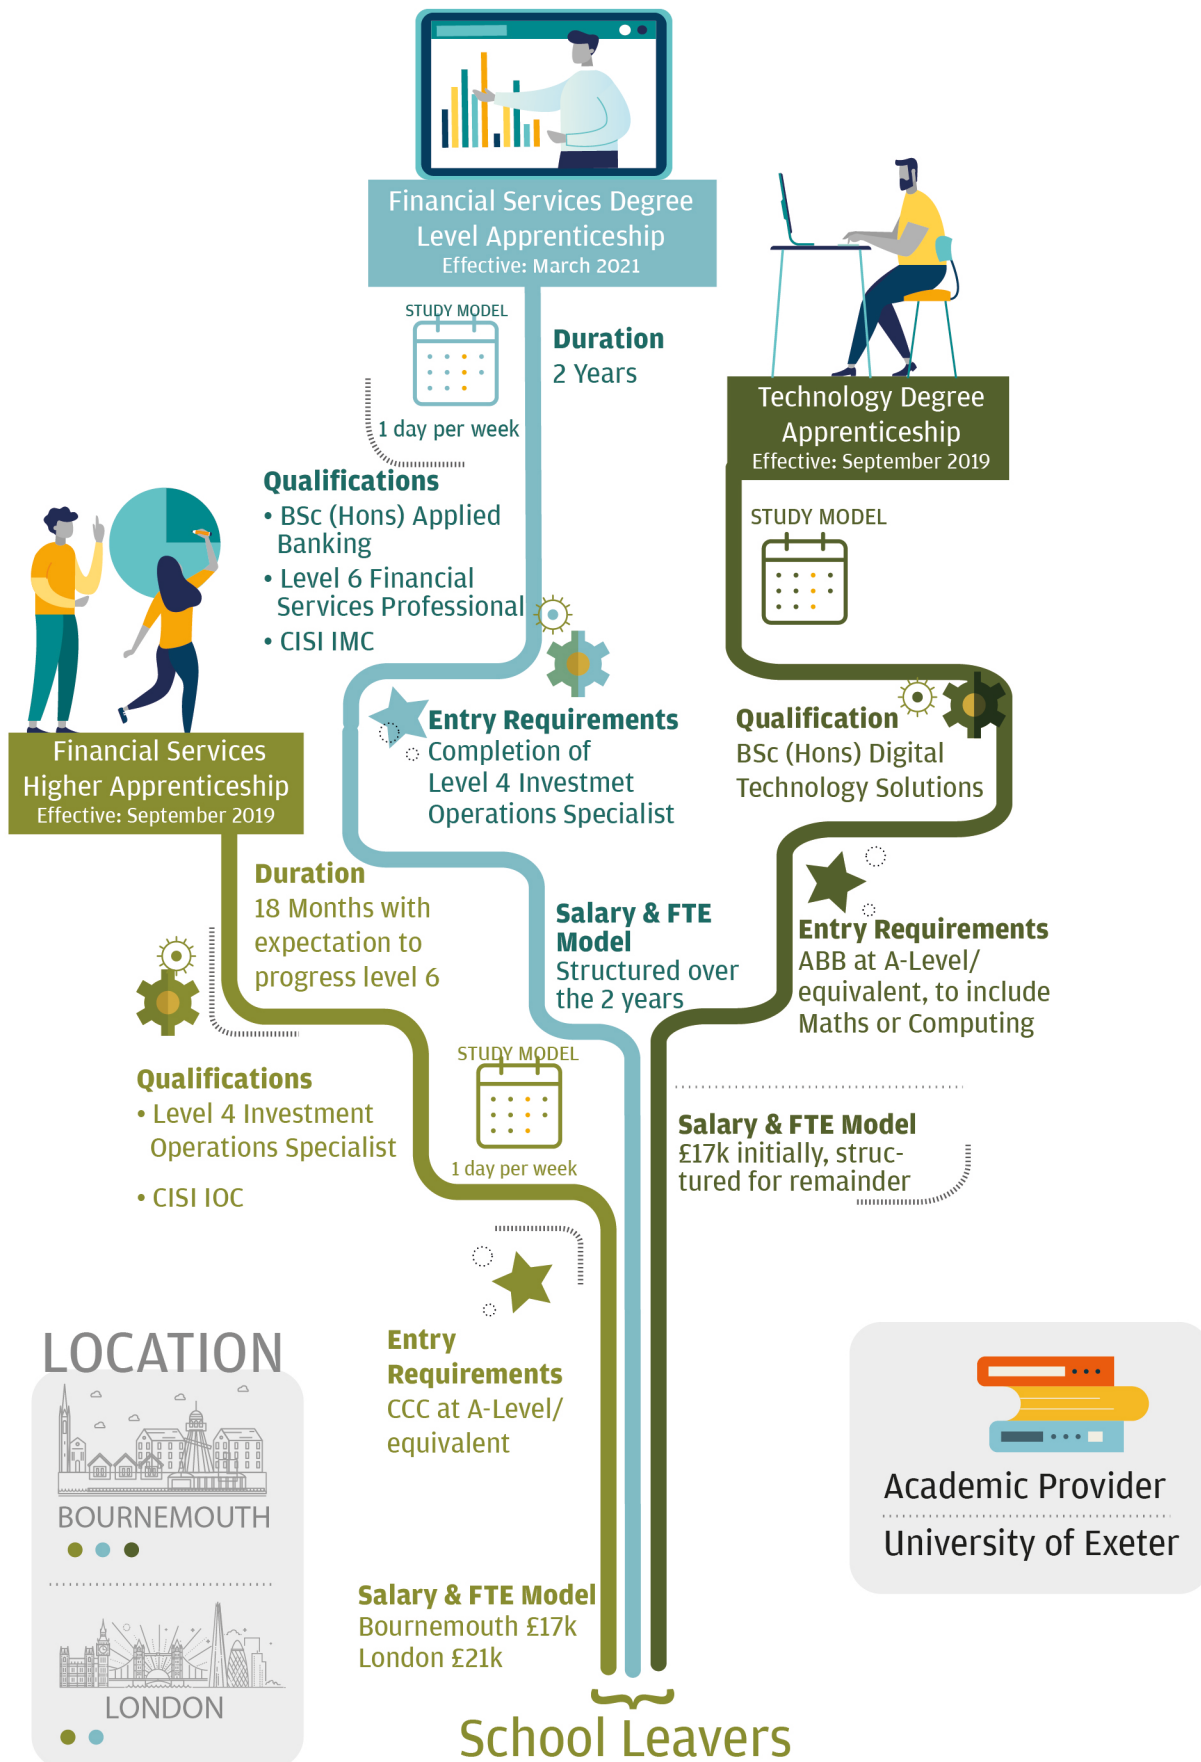 Financial Services Degree
Level Apprenticeship
Effective: March 2021
STUDY MODEL
1 day per week
Duration
2 Years
Qualifications
• BSc (Hons) Applied
Banking
• Level 6 Financial
Services Professional
• CISI IMC
Entry Requirements
Completion of
Level 4 Investmet
Operations Specialist
Salary & FTE
Model
Structured over
the 2 years
Technology Degree
Apprenticeship
Effective: September 2019
STUDY MODEL
Qualification
BSc (Hons) Digital
Technology Solutions
Entry Requirements
ABB at A-Level/
equivalent, to include
Maths or Computing
Salary & FTE Model
£17k initially, struc-
tured for remainder
Financial Services
Higher Apprenticeship
Effective: September 2019
Duration
18 Months with
expectation to
progress level 6
Qualifications
• Level 4 Investment
Operations Specialist
• CISI IOC
STUDY MODEL
1 day per week
Entry
Requirements
CCC at A-Level/
equivalent
Salary & FTE Model
Bournemouth £17k
London £21k
LOCATION
BOURNEMOUTH
LONDON
Academic Provider
University of Exeter
School Leavers